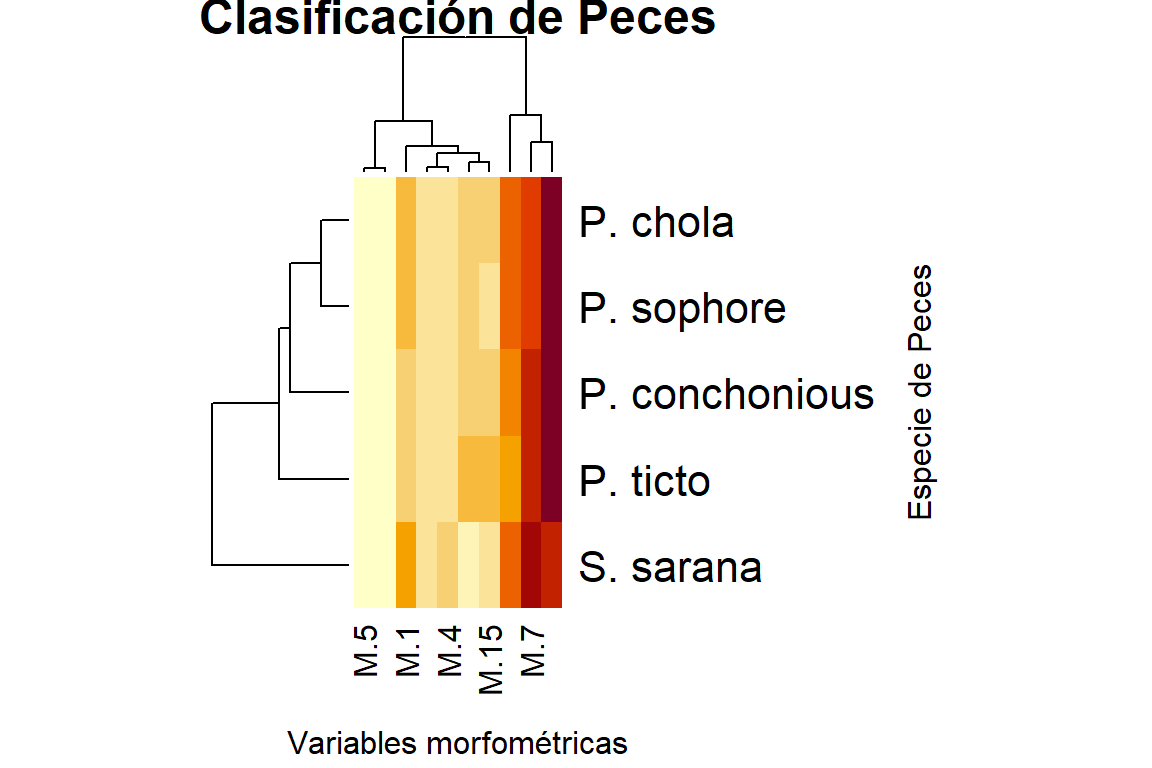 Clasificación de Peces
P. chola
P. sophore
P. conchonious
P. ticto
S. sarana
Especie de Peces
M.5
M.1
M.4
M.15
M.7
Variables morfométricas